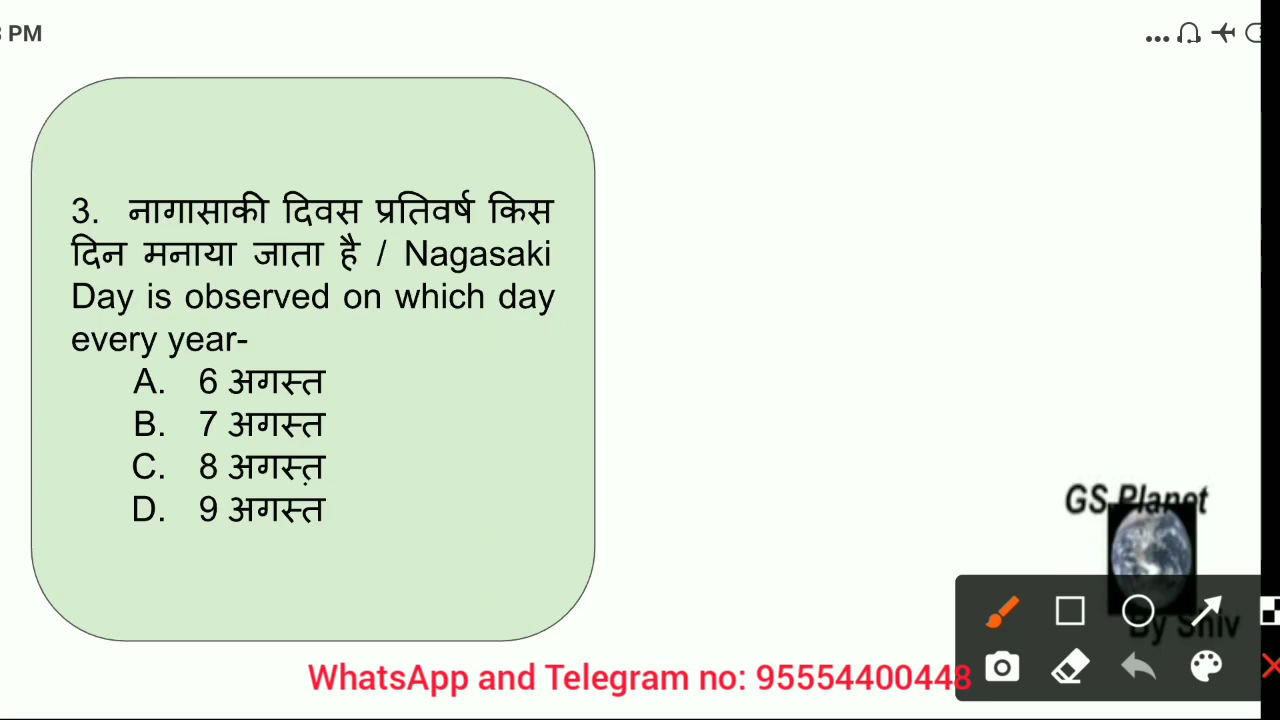 3 PM
3. नागासाकी दिवस प्रतिवर्ष किस
दिन मनाया जाता है / Nagasaki
Day is observed on which day
every year-
A. 6 अगस्त
B. 7 अगस्त
C. 8 अगस्त़
D. 9 अगस्त
GS Planet
By Shiv
WhatsApp and Telegram no: 95554400448